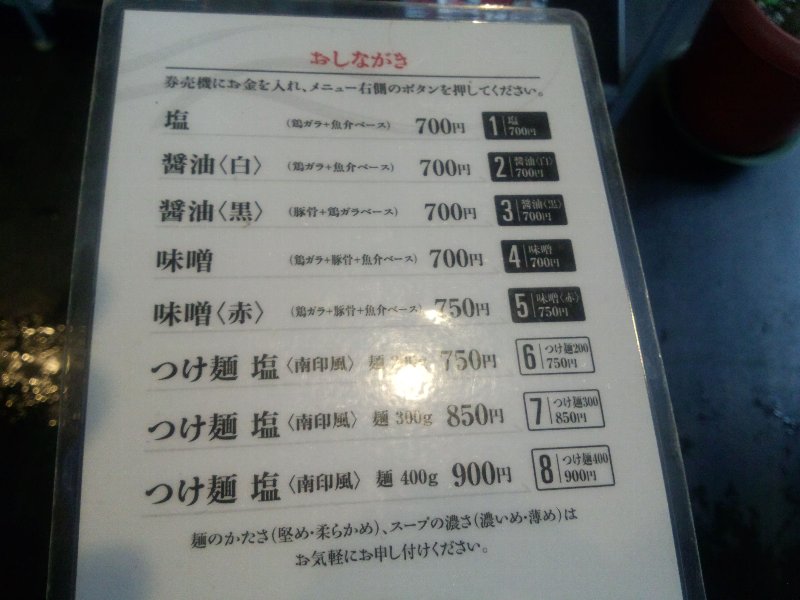 おしながき
券売機にお金を入れ、メニュー右側のボタンを押してください。
塩 (鶏ガラ+魚介ベース) 700円 1 塩 700円
醤油〈白〉 (鶏ガラ+魚介ベース) 700円 2 醤油〈白〉 700円
醤油〈黒〉 (豚骨+鶏ガラベース) 700円 3 醤油〈黒〉 700円
味噌 (鶏ガラ+豚骨+魚介ベース) 700円 4 味噌 700円
味噌〈赤〉 (鶏ガラ+豚骨+魚介ベース) 750円 5 味噌〈赤〉 750円
つけ麺 塩〈南印風〉 麺 750円 6 つけ麺200 750円
つけ麺 塩〈南印風〉 麺 300g 850円 7 つけ麺300 850円
つけ麺 塩〈南印風〉 麺 400g 900円 8 つけ麺400 900円
麺のかたさ(堅め・柔らかめ)、スープの濃さ(濃いめ・薄め)は
お気軽にお申し付けください。